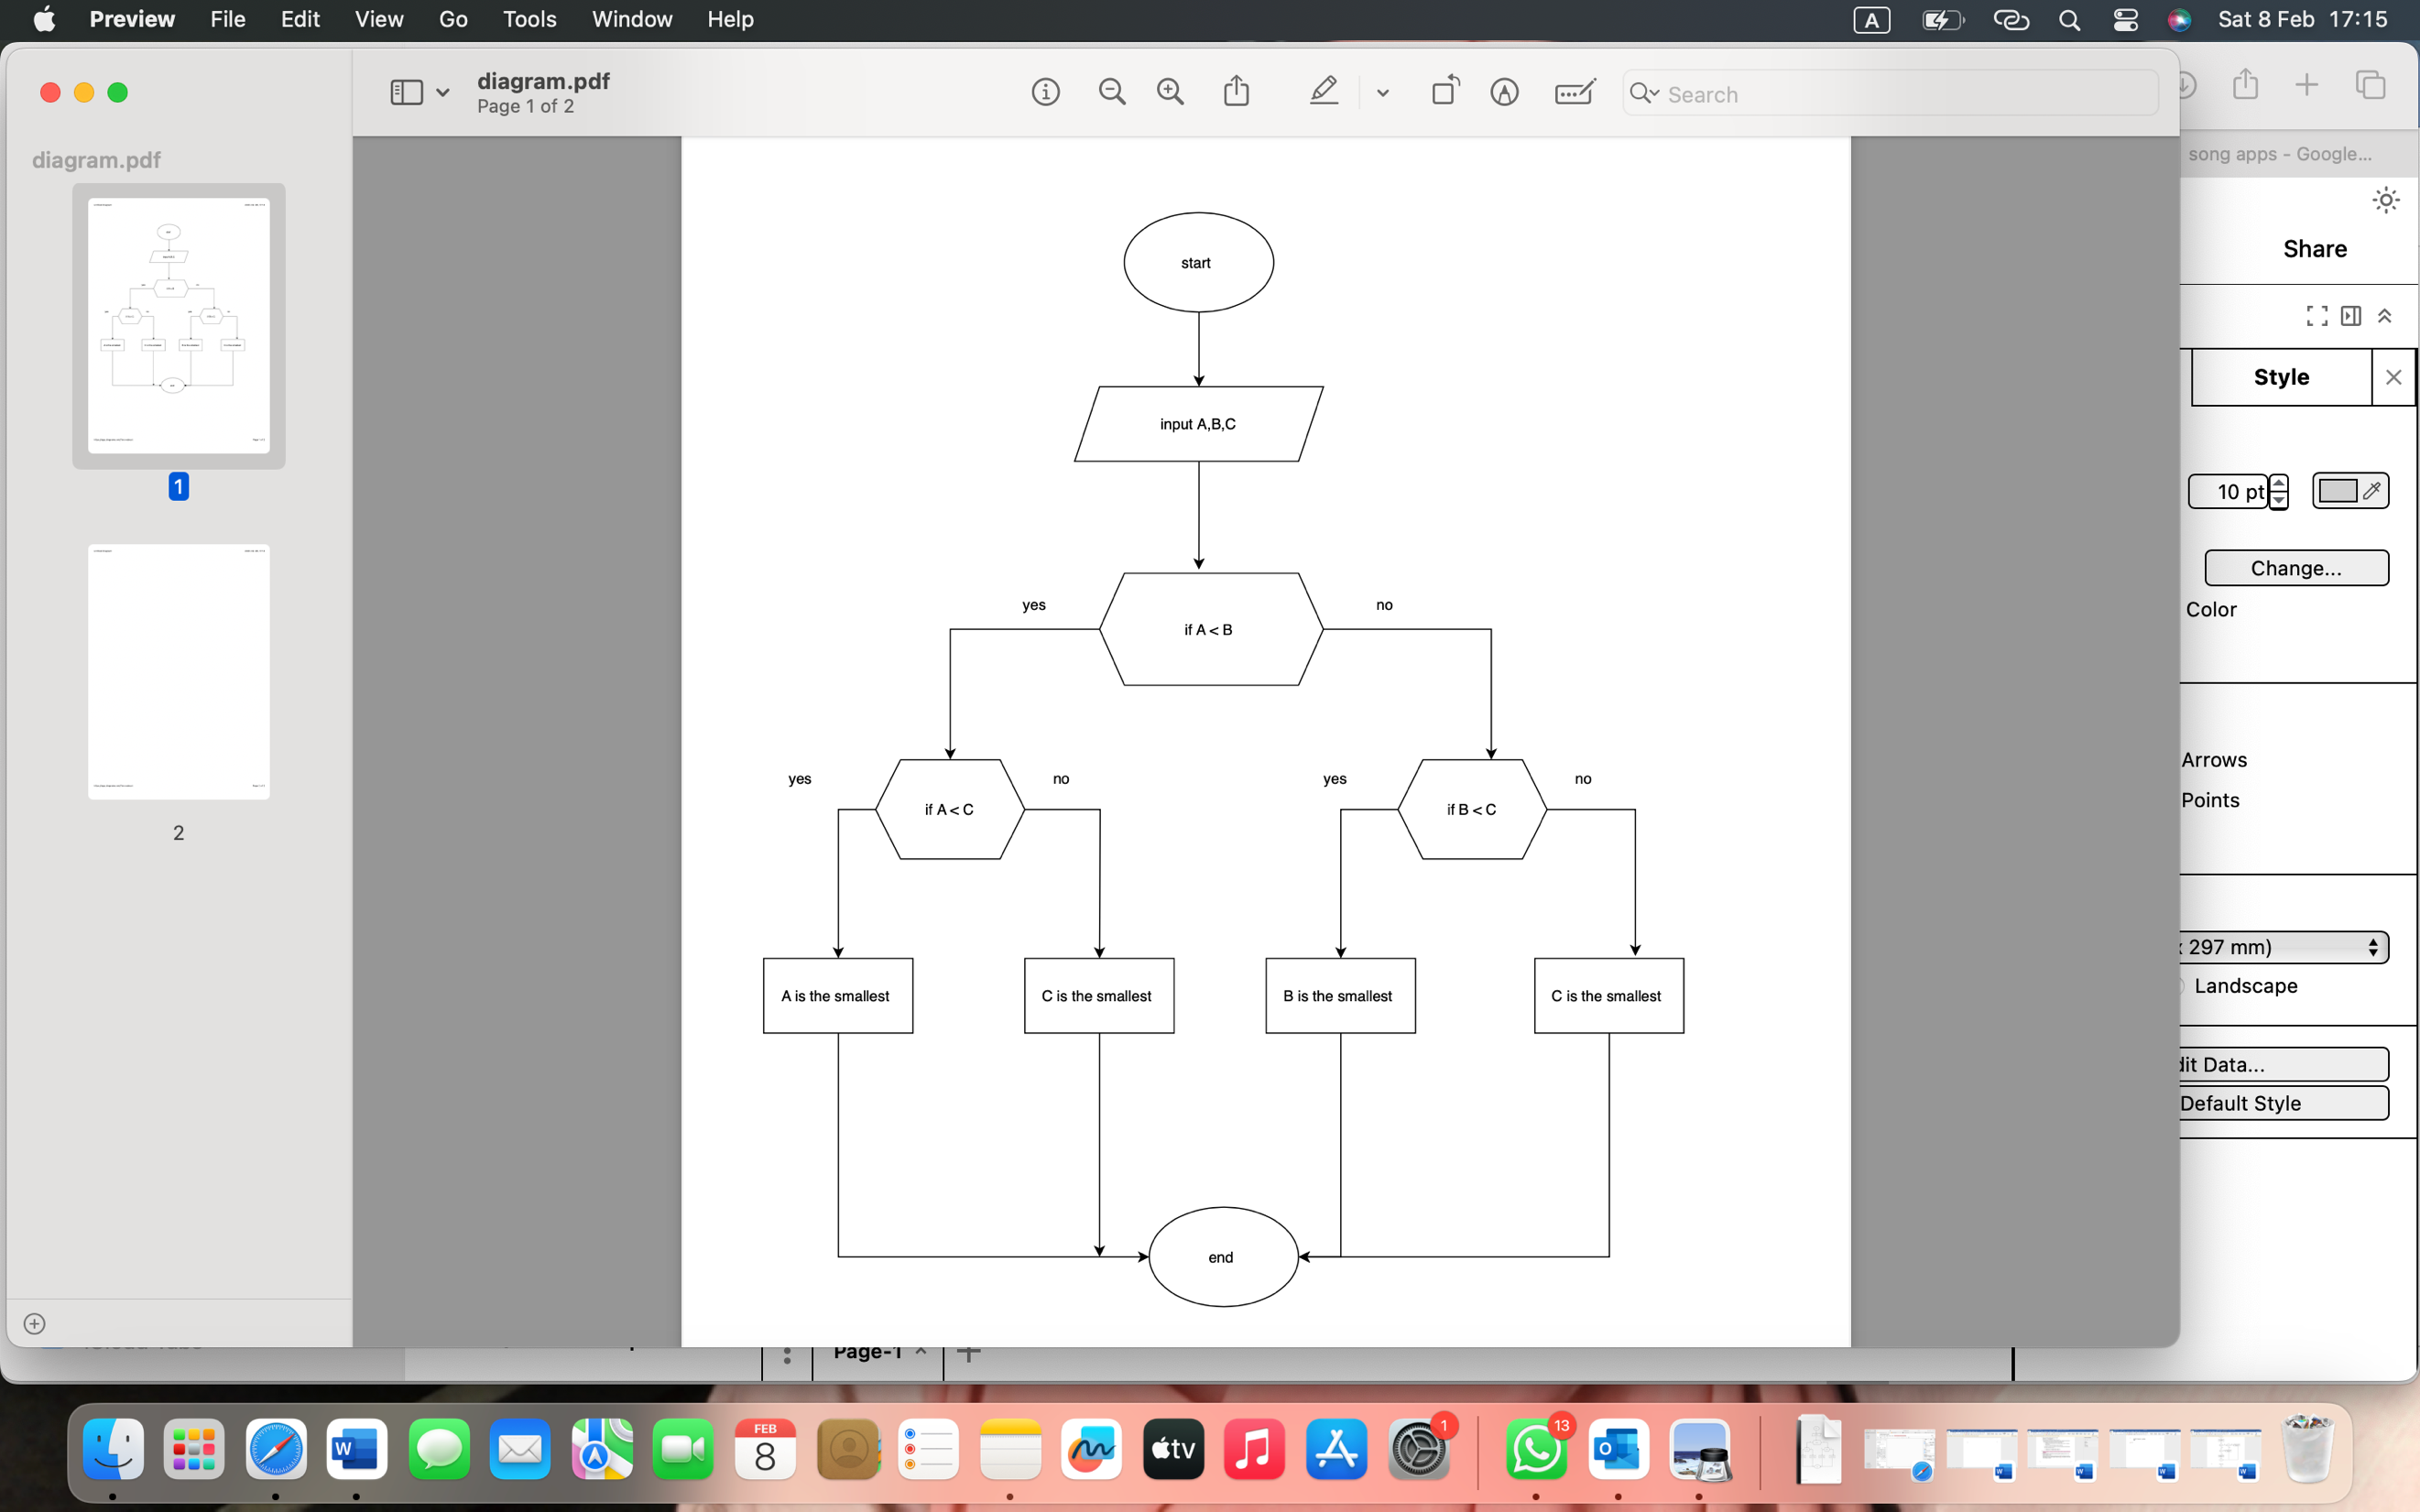 Preview File Edit View Go Tools Window Help
A
Sat 8 Feb 17:15
diagram.pdf
Page 1 of 2
Search
diagram.pdf
1
2
start
input A,B,C
if A < B
yes
no
if A < C
yes
no
if B < C
yes
no
A is the smallest
C is the smallest
B is the smallest
C is the smallest
end
song apps - Google...
Share
Style
10 pt
Change...
Color
Arrows
Points
297 mm)
Landscape
dit Data...
Default Style
Page-1
FEB
8
W
tv
1
13
O